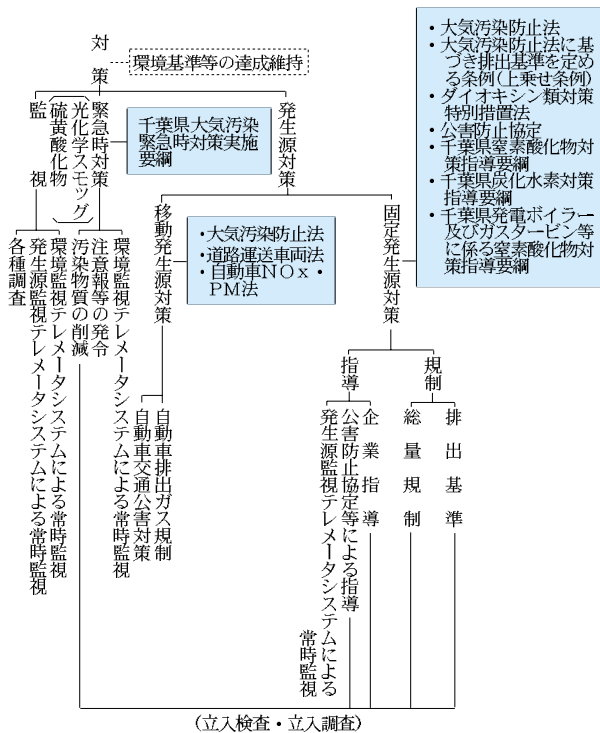 対策
環境基準等の達成維持
発生源対策
緊急時対策
光化学スモッグ
硫黄酸化物
監視
千葉県大気汚染
緊急時対策実施
要綱
・大気汚染防止法
・大気汚染防止法に基
づき排出基準を定め
る条例(上乗せ条例)
・ダイオキシン類対策
特別措置法
・公害防止協定
・千葉県窒素酸化物対
策指導要綱
・千葉県炭化水素対策
指導要綱
・千葉県発電ボイラー
及びガスタービン等
に係る窒素酸化物対
策指導要綱
固定発生源対策
移動発生源対策
・大気汚染防止法
・道路運送車両法
・自動車NOx・
PM法
環境監視テレメータシステムによる常時監視
注意報等の発令
汚染物質の削減
環境監視テレメータシステムによる常時監視
発生源監視テレメータシステムによる常時監視
各種調査
規制
指導
排出基準
総量規制
企業指導
公害防止協定等による指導
発生源監視テレメータシステムによる
常時監視
自動車排出ガス規制
自動車交通公害対策
(立入検査・立入調査)